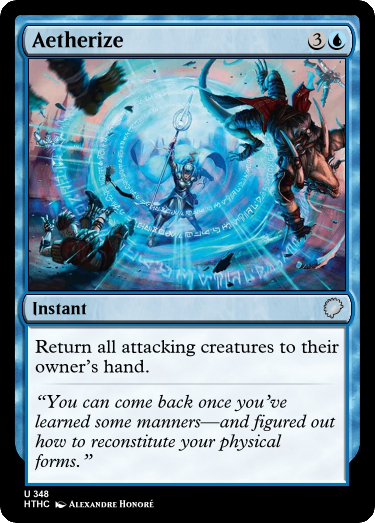 Aetherize 3
Instant
Return all attacking creatures to their
owner's hand.
“You can come back once you've
learned some manners—and figured out
how to reconstitute your physical
forms.”
U 348
HTHC Alexandre Honoré